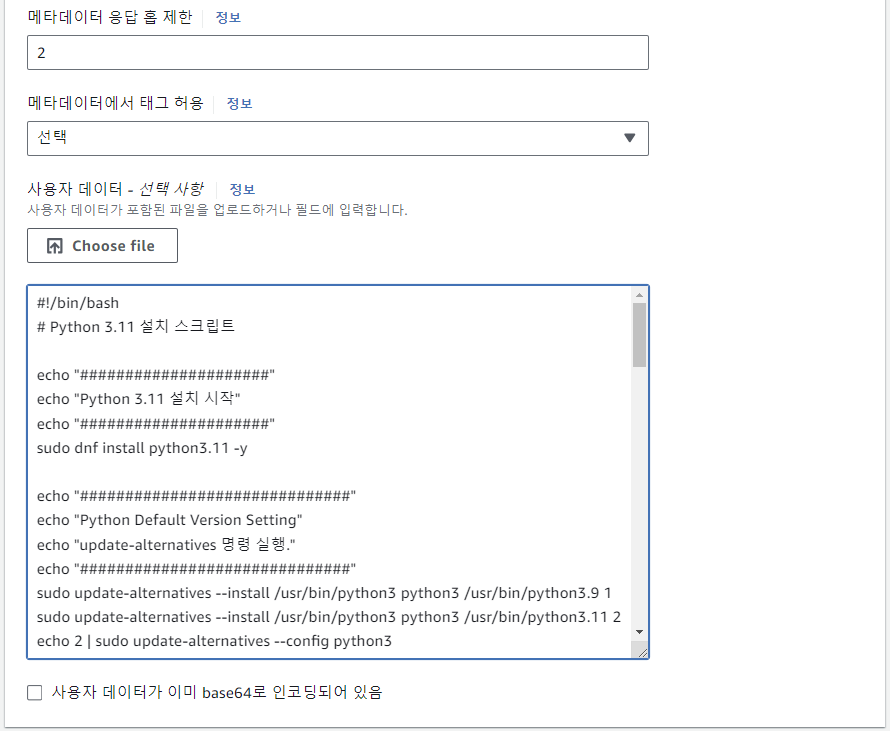 메타데이터 응답 홉 제한 정보
2
메타데이터에서 태그 허용 정보
선택
사용자 데이터 - 선택 사항 정보
사용자 데이터가 포함된 파일을 업로드하거나 필드에 입력합니다.
Choose file
#!/bin/bash
# Python 3.11 설치 스크립트
echo "#####################"
echo "Python 3.11 설치 시작"
echo "#####################"
sudo dnf install python3.11 -y
echo "##############################"
echo "Python Default Version Setting"
echo "update-alternatives 명령 실행."
echo "##############################"
sudo update-alternatives --install /usr/bin/python3 python3 /usr/bin/python3.9 1
sudo update-alternatives --install /usr/bin/python3 python3 /usr/bin/python3.11 2
echo 2 | sudo update-alternatives --config python3
사용자 데이터가 이미 base64로 인코딩되어 있음